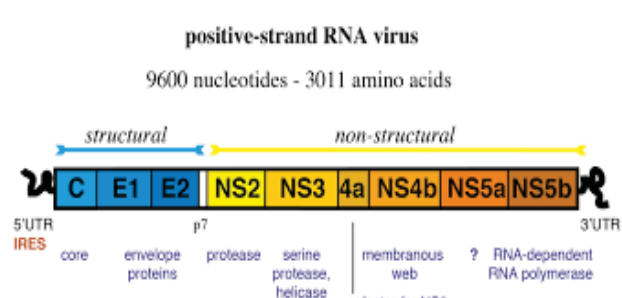 positive-strand RNA virus
9600 nucleotides - 3011 amino acids
structural non-structural
C E1 E2 NS2 NS3 4a NS4b NS5a NS5b
5'UTR p7 3'UTR
IRES
core envelope protease serine membranous ? RNA-dependent
proteins protease, web RNA polymerase
helicase